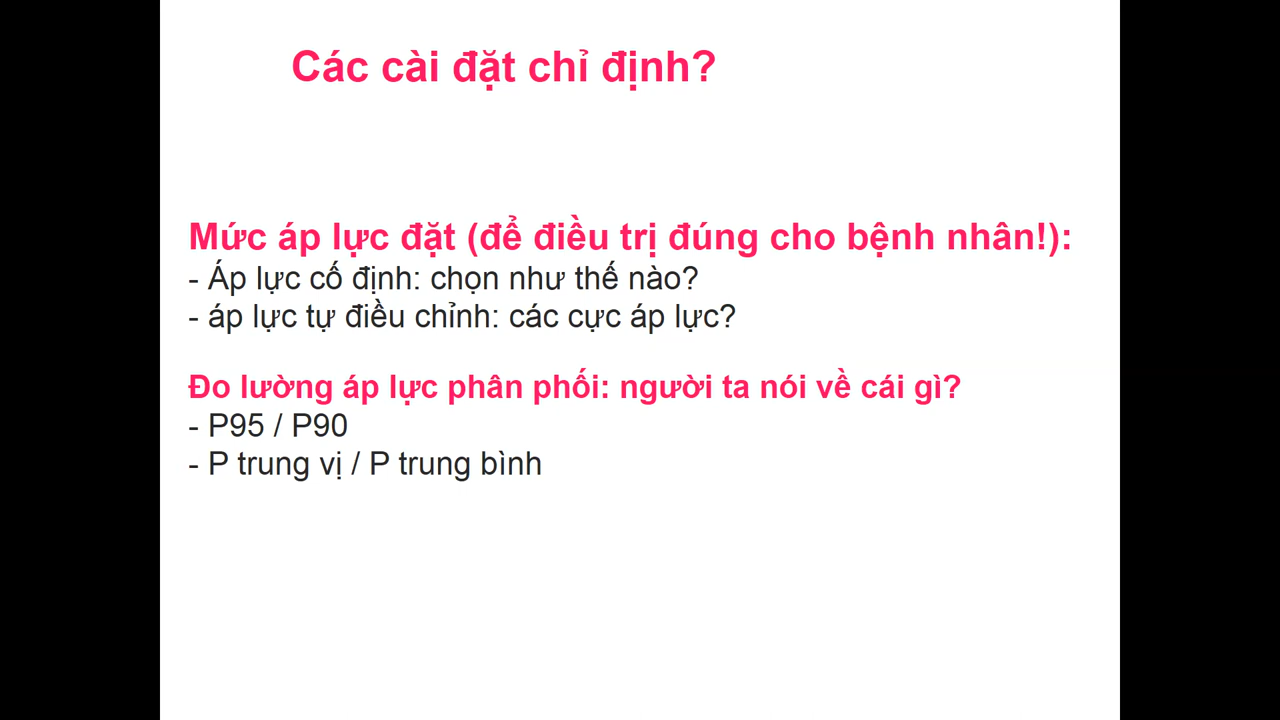 Các cài đặt chỉ định?
Mức áp lực đặt (để điều trị đúng cho bệnh nhân!):
- Áp lực cố định: chọn như thế nào?
- áp lực tự điều chỉnh: các cực áp lực?
Đo lường áp lực phân phối: người ta nói về cái gì?
- P95 / P90
- P trung vị / P trung bình